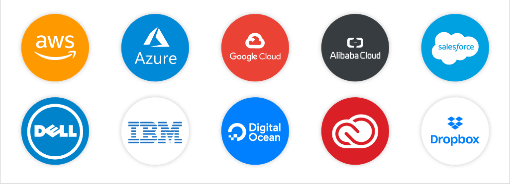 aws
Azure
Google Cloud
Alibaba Cloud
salesforce
DELL
IBM
Digital
Ocean
Dropbox